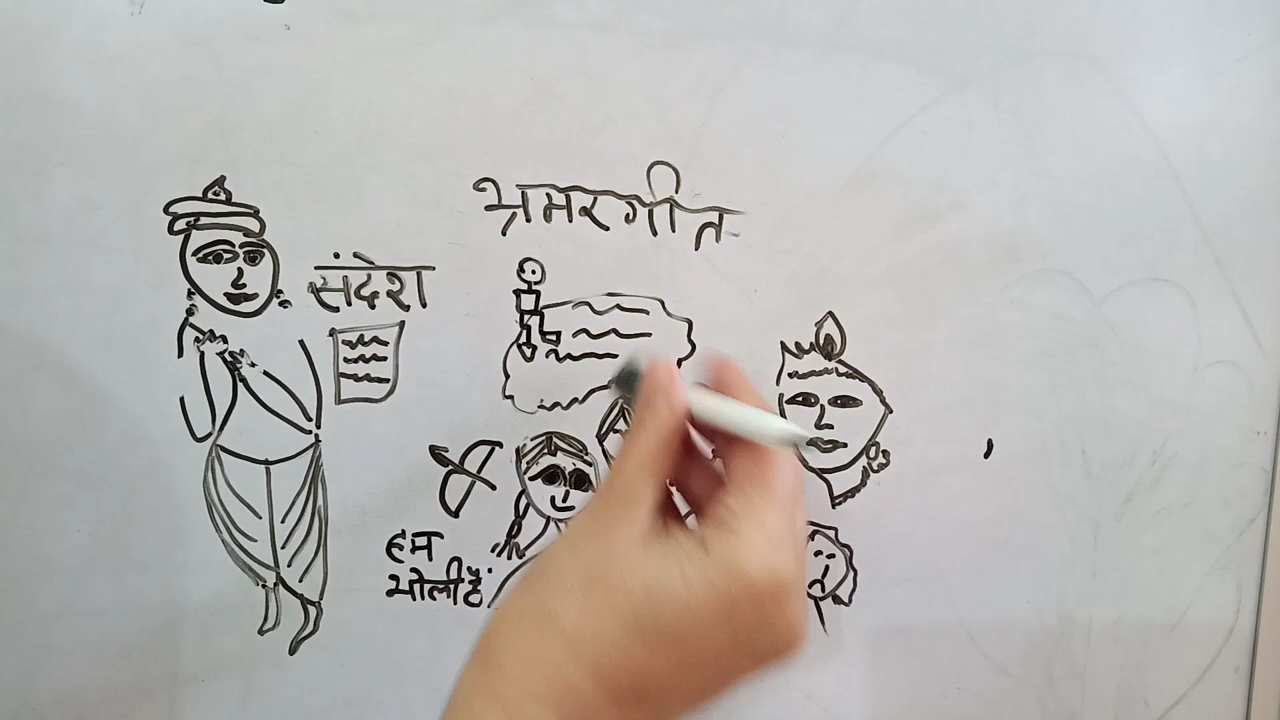 भ्रमरगीत
संदेश
हम
भोली हैं